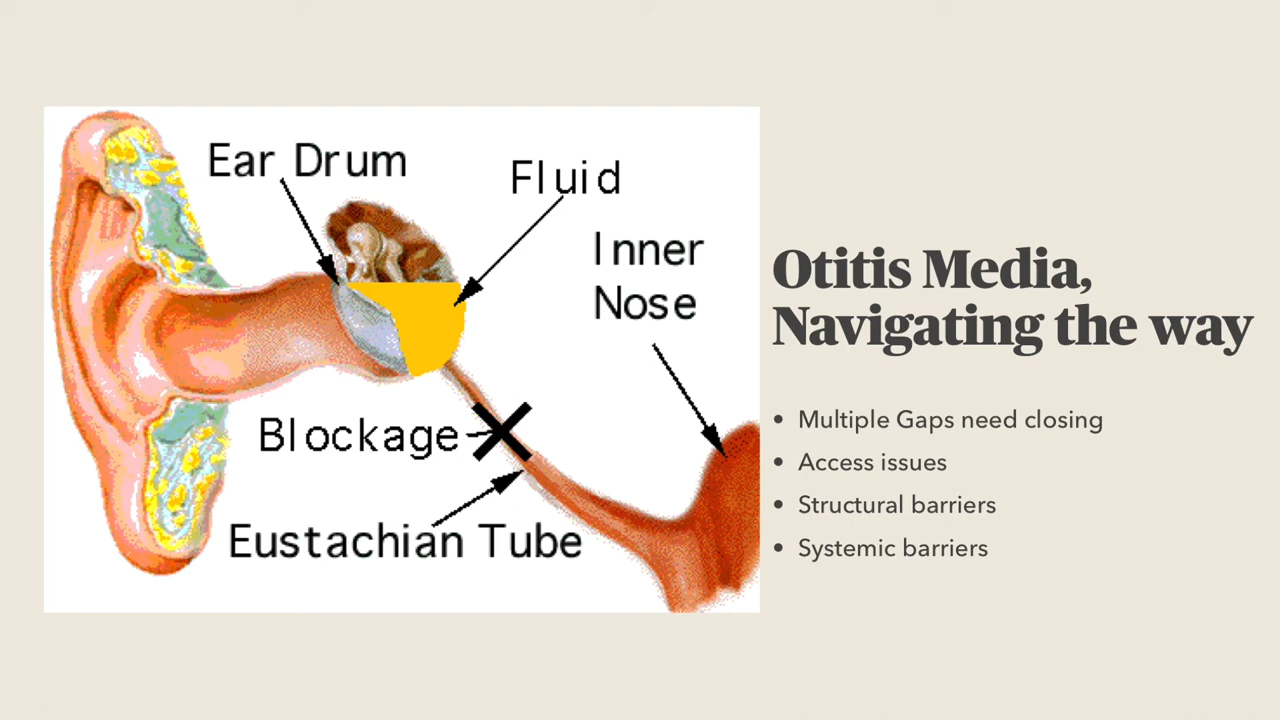 Ear Drum
Fluid
Inner
Nose
Blockage
Eustachian Tube
Otitis Media,
Navigating the way
• Multiple Gaps need closing
• Access issues
• Structural barriers
• Systemic barriers